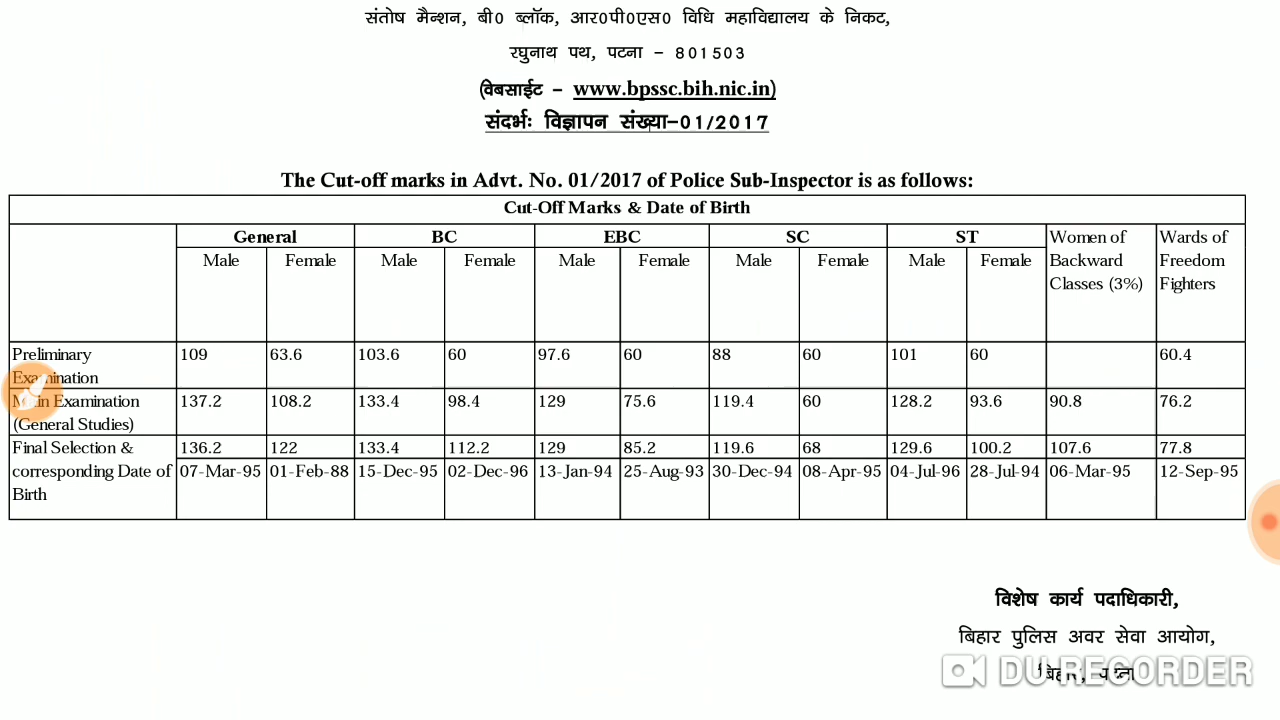 संतोष मैन्शन, बी0 ब्लॉक, आर0पी0एस0 विधि महाविद्यालय के निकट,
रघुनाथ पथ, पटना – 801503
(वेबसाईट – www.bpssc.bih.nic.in)
संदर्भः विज्ञापन संख्या–01/2017
The Cut-off marks in Advt. No. 01/2017 of Police Sub-Inspector is as follows:
Cut-Off Marks & Date of Birth
General BC EBC SC ST Women of Backward Classes (3%) Wards of Freedom Fighters
Male Female Male Female Male Female Male Female Male Female
Preliminary Examination 109 63.6 103.6 60 97.6 60 88 60 101 60 60.4
Main Examination (General Studies) 137.2 108.2 133.4 98.4 129 75.6 119.4 60 128.2 93.6 90.8 76.2
Final Selection & 136.2 122 133.4 112.2 129 85.2 119.6 68 129.6 100.2 107.6 77.8
corresponding Date of Birth 07-Mar-95 01-Feb-88 15-Dec-95 02-Dec-96 13-Jan-94 25-Aug-93 30-Dec-94 08-Apr-95 04-Jul-96 28-Jul-94 06-Mar-95 12-Sep-95
विशेष कार्य पदाधिकारी,
बिहार पुलिस अवर सेवा आयोग,
बिहार, पटना
DU RECORDER